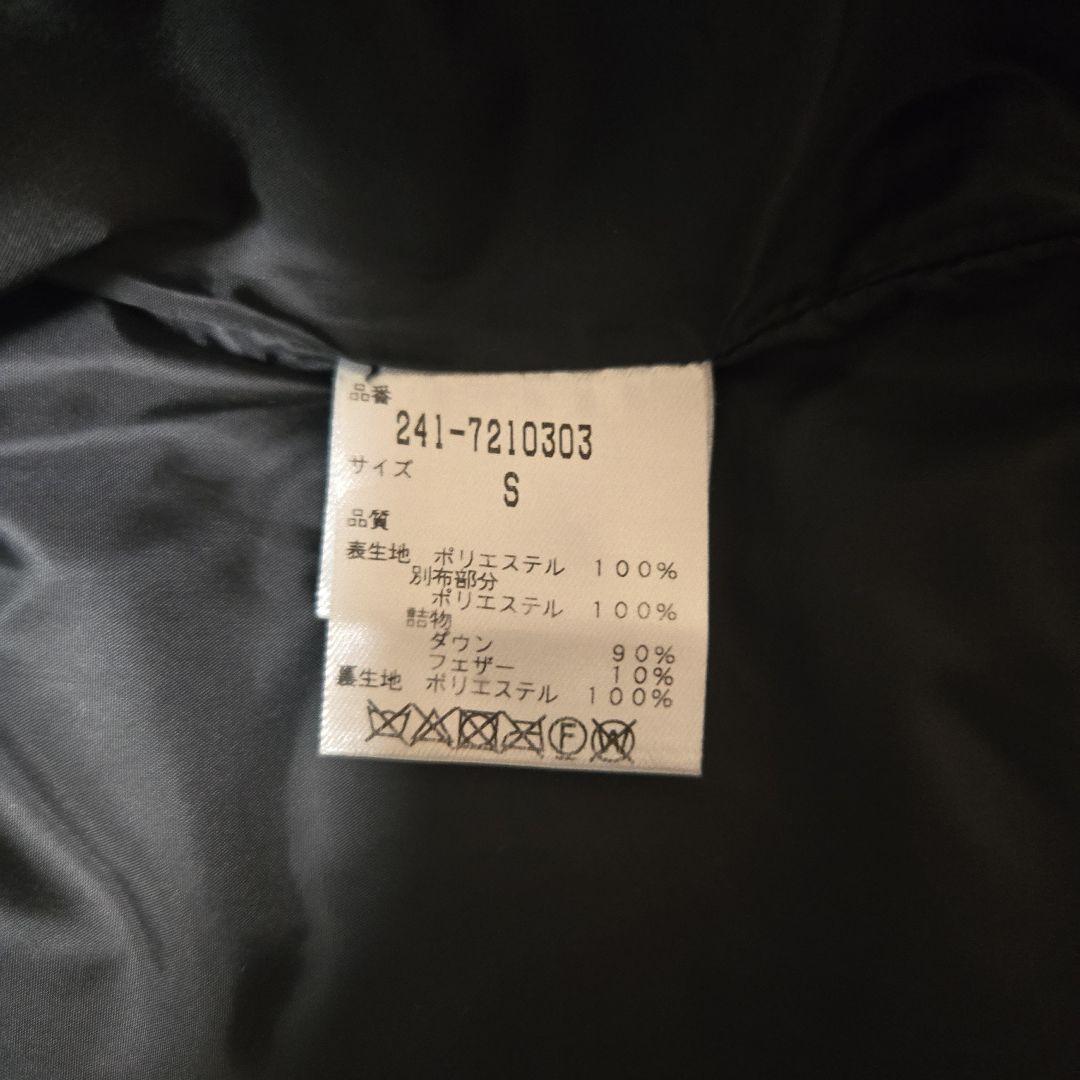 品番
241-7210303
サイズ
S
品質
表生地 ポリエステル 100%
別布部分
ポリエステル 100%
詰物
ダウン 90%
フェザー 10%
裏生地 ポリエステル 100%
F W